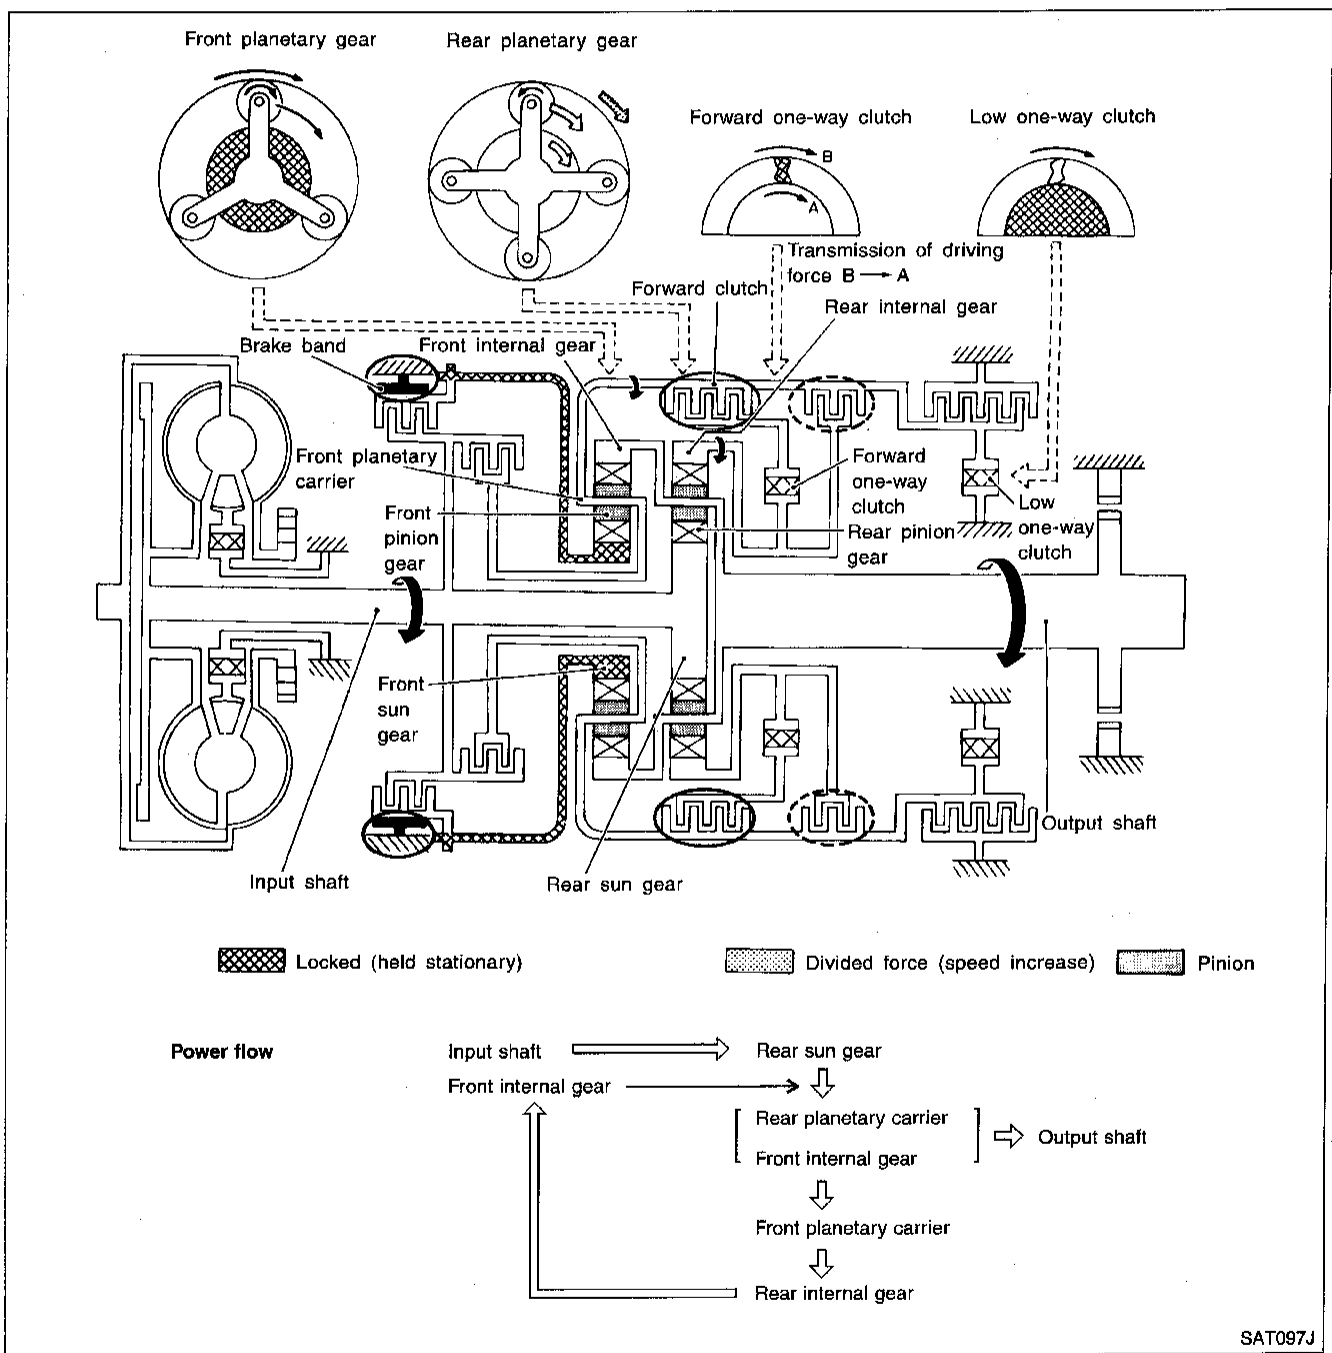 Front planetary gear
Rear planetary gear
Forward one-way clutch
Low one-way clutch
B
A
Transmission of driving
force B → A
Forward clutch
Rear internal gear
Brake band
Front internal gear
Front planetary
carrier
Forward
one-way
clutch
Low
one-way
clutch
Front
pinion
gear
Rear pinion
gear
Front
sun
gear
Output shaft
Input shaft
Rear sun gear
Locked (held stationary)
Divided force (speed increase)
Pinion
Power flow
Input shaft
Rear sun gear
Front internal gear
Rear planetary carrier
Output shaft
Front internal gear
Front planetary carrier
Rear internal gear
SAT097J